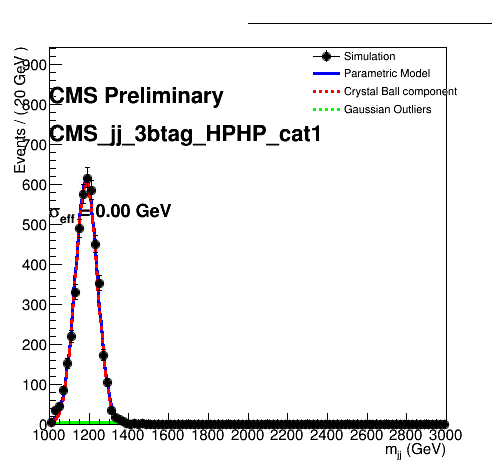 Simulation
Parametric Model
Crystal Ball component
Gaussian Outliers
CMS Preliminary
CMS_jj_3btag_HPHP_cat1
σeff = 0.00 GeV
Events / ( 20 GeV )
900
800
700
600
500
400
300
200
100
0
1000 1200 1400 1600 1800 2000 2200 2400 2600 2800 3000
mjj (GeV)